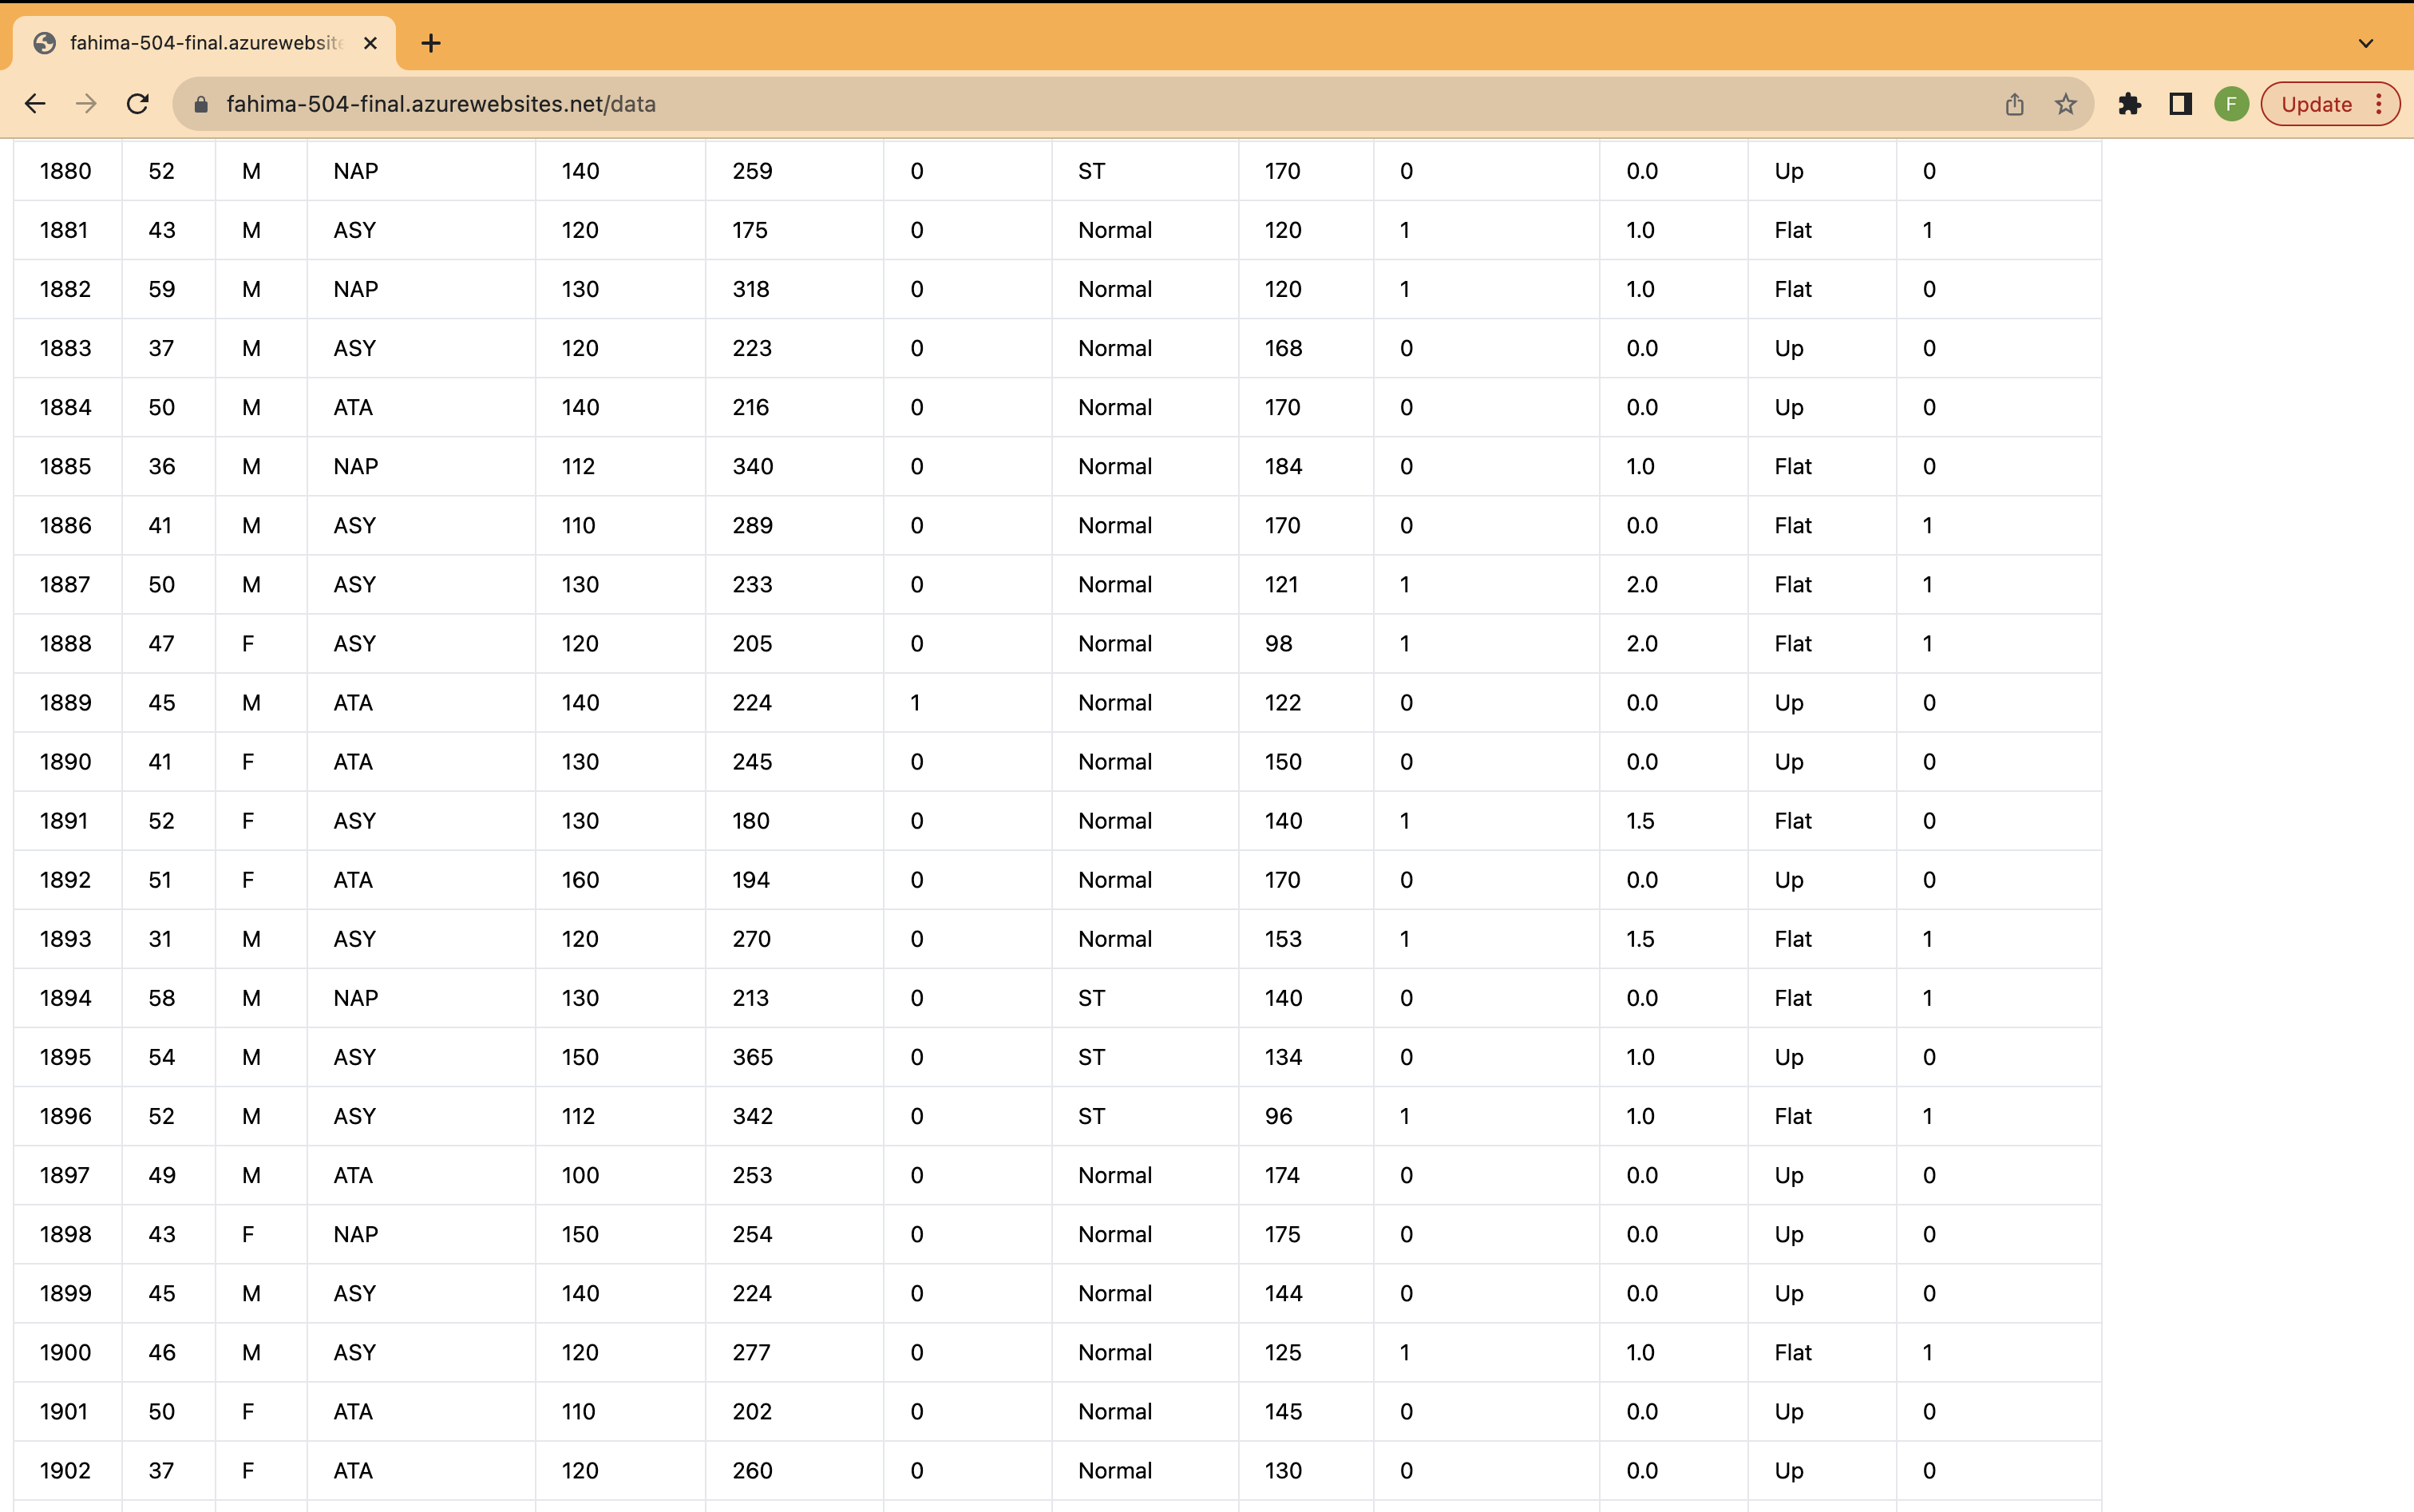 fahima-504-final.azurewebsite
fahima-504-final.azurewebsites.net/data
F
Update
1880 52 M NAP 140 259 0 ST 170 0 0.0 Up 0
1881 43 M ASY 120 175 0 Normal 120 1 1.0 Flat 1
1882 59 M NAP 130 318 0 Normal 120 1 1.0 Flat 0
1883 37 M ASY 120 223 0 Normal 168 0 0.0 Up 0
1884 50 M ATA 140 216 0 Normal 170 0 0.0 Up 0
1885 36 M NAP 112 340 0 Normal 184 0 1.0 Flat 0
1886 41 M ASY 110 289 0 Normal 170 0 0.0 Flat 1
1887 50 M ASY 130 233 0 Normal 121 1 2.0 Flat 1
1888 47 F ASY 120 205 0 Normal 98 1 2.0 Flat 1
1889 45 M ATA 140 224 1 Normal 122 0 0.0 Up 0
1890 41 F ATA 130 245 0 Normal 150 0 0.0 Up 0
1891 52 F ASY 130 180 0 Normal 140 1 1.5 Flat 0
1892 51 F ATA 160 194 0 Normal 170 0 0.0 Up 0
1893 31 M ASY 120 270 0 Normal 153 1 1.5 Flat 1
1894 58 M NAP 130 213 0 ST 140 0 0.0 Flat 1
1895 54 M ASY 150 365 0 ST 134 0 1.0 Up 0
1896 52 M ASY 112 342 0 ST 96 1 1.0 Flat 1
1897 49 M ATA 100 253 0 Normal 174 0 0.0 Up 0
1898 43 F NAP 150 254 0 Normal 175 0 0.0 Up 0
1899 45 M ASY 140 224 0 Normal 144 0 0.0 Up 0
1900 46 M ASY 120 277 0 Normal 125 1 1.0 Flat 1
1901 50 F ATA 110 202 0 Normal 145 0 0.0 Up 0
1902 37 F ATA 120 260 0 Normal 130 0 0.0 Up 0